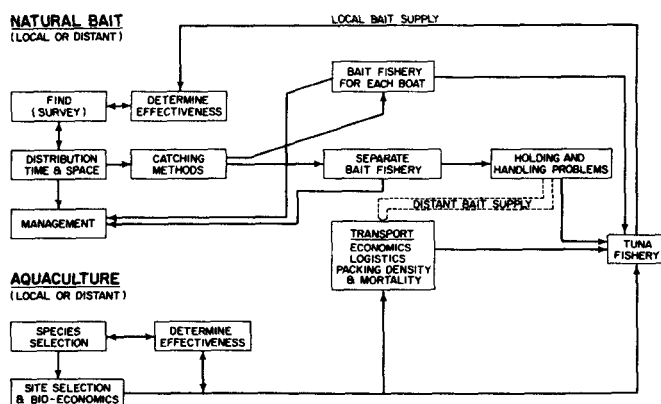 NATURAL BAIT
(LOCAL OR DISTANT)
LOCAL BAIT SUPPLY
FIND
(SURVEY)
DETERMINE
EFFECTIVENESS
BAIT FISHERY
FOR EACH BOAT
DISTRIBUTION
TIME & SPACE
CATCHING
METHODS
SEPARATE
BAIT FISHERY
HOLDING AND
HANDLING PROBLEMS
MANAGEMENT
DISTANT BAIT SUPPLY
TRANSPORT
ECONOMICS
LOGISTICS
PACKING DENSITY
& MORTALITY
TUNA
FISHERY
AQUACULTURE
(LOCAL OR DISTANT)
SPECIES
SELECTION
DETERMINE
EFFECTIVENESS
SITE SELECTION
& BIO-ECONOMICS